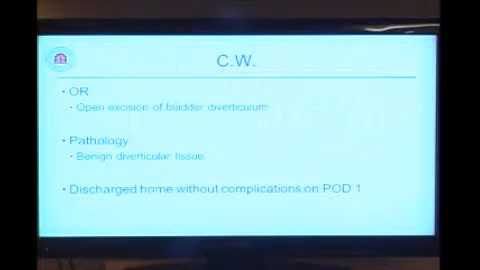 C.W.
• OR
• Open excision of bladder diverticulum
• Pathology
• Benign diverticular tissue
• Discharged home without complications on POD 1